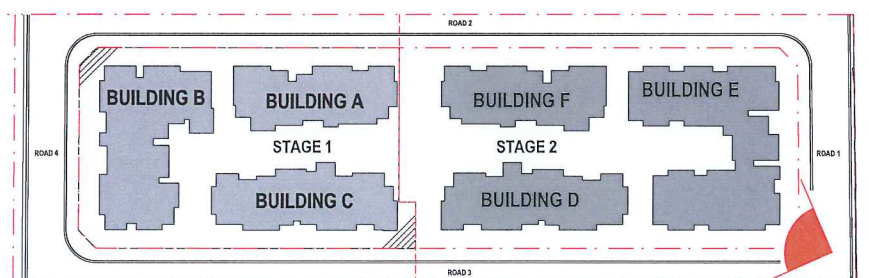 ROAD 2
BUILDING B
BUILDING A
BUILDING F
BUILDING E
STAGE 1
STAGE 2
ROAD 4
ROAD 1
BUILDING C
BUILDING D
ROAD 3